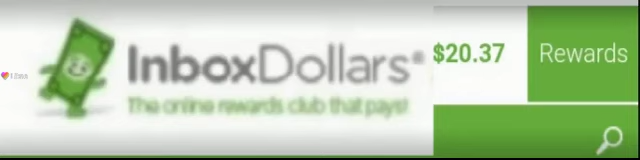 InboxDollars®
The online rewards club that pays!
$20.37
Rewards